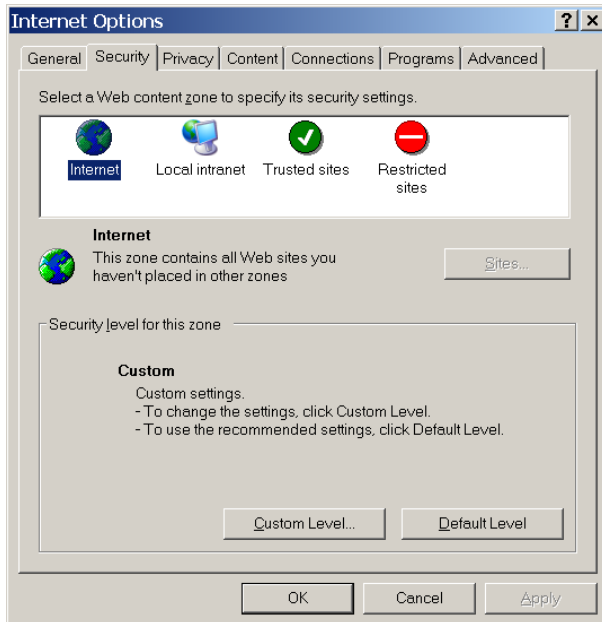 Internet Options
? ×
General Security Privacy Content Connections Programs Advanced
Select a Web content zone to specify its security settings.
Internet Local intranet Trusted sites Restricted
sites
Internet
This zone contains all Web sites you
haven't placed in other zones
Sites...
Security level for this zone
Custom
Custom settings.
- To change the settings, click Custom Level.
- To use the recommended settings, click Default Level.
Custom Level... Default Level
OK Cancel Apply